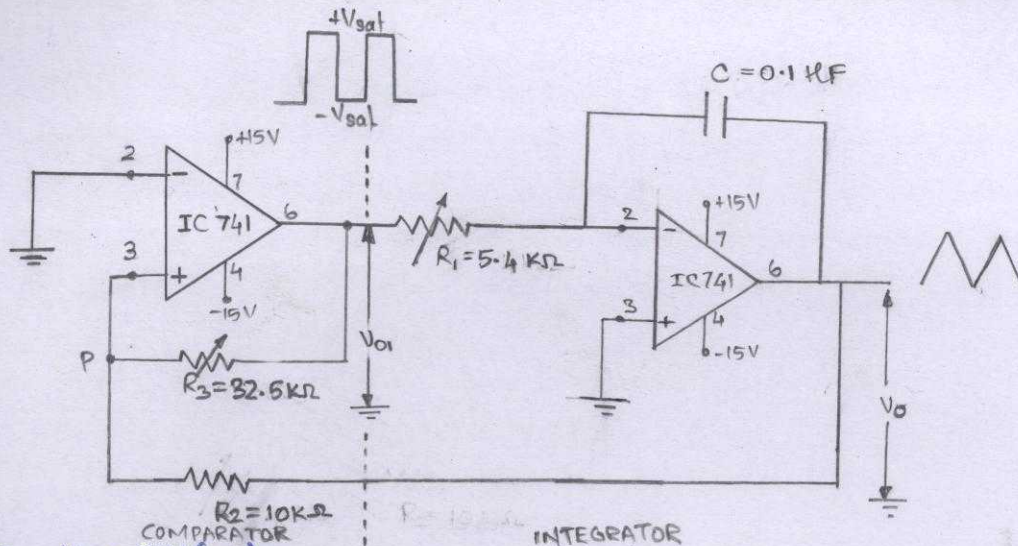 +Vsat
-Vsat
C = 0.1 μF
2
3
+15V
7
IC 741
6
4
-15V
-
+
R1 = 5.4 KΩ
2
3
+15V
7
IC741
6
4
-15V
-
+
P
R3 = 32.5 KΩ
V01
Vo
R2 = 10KΩ
COMPARATOR
INTEGRATOR